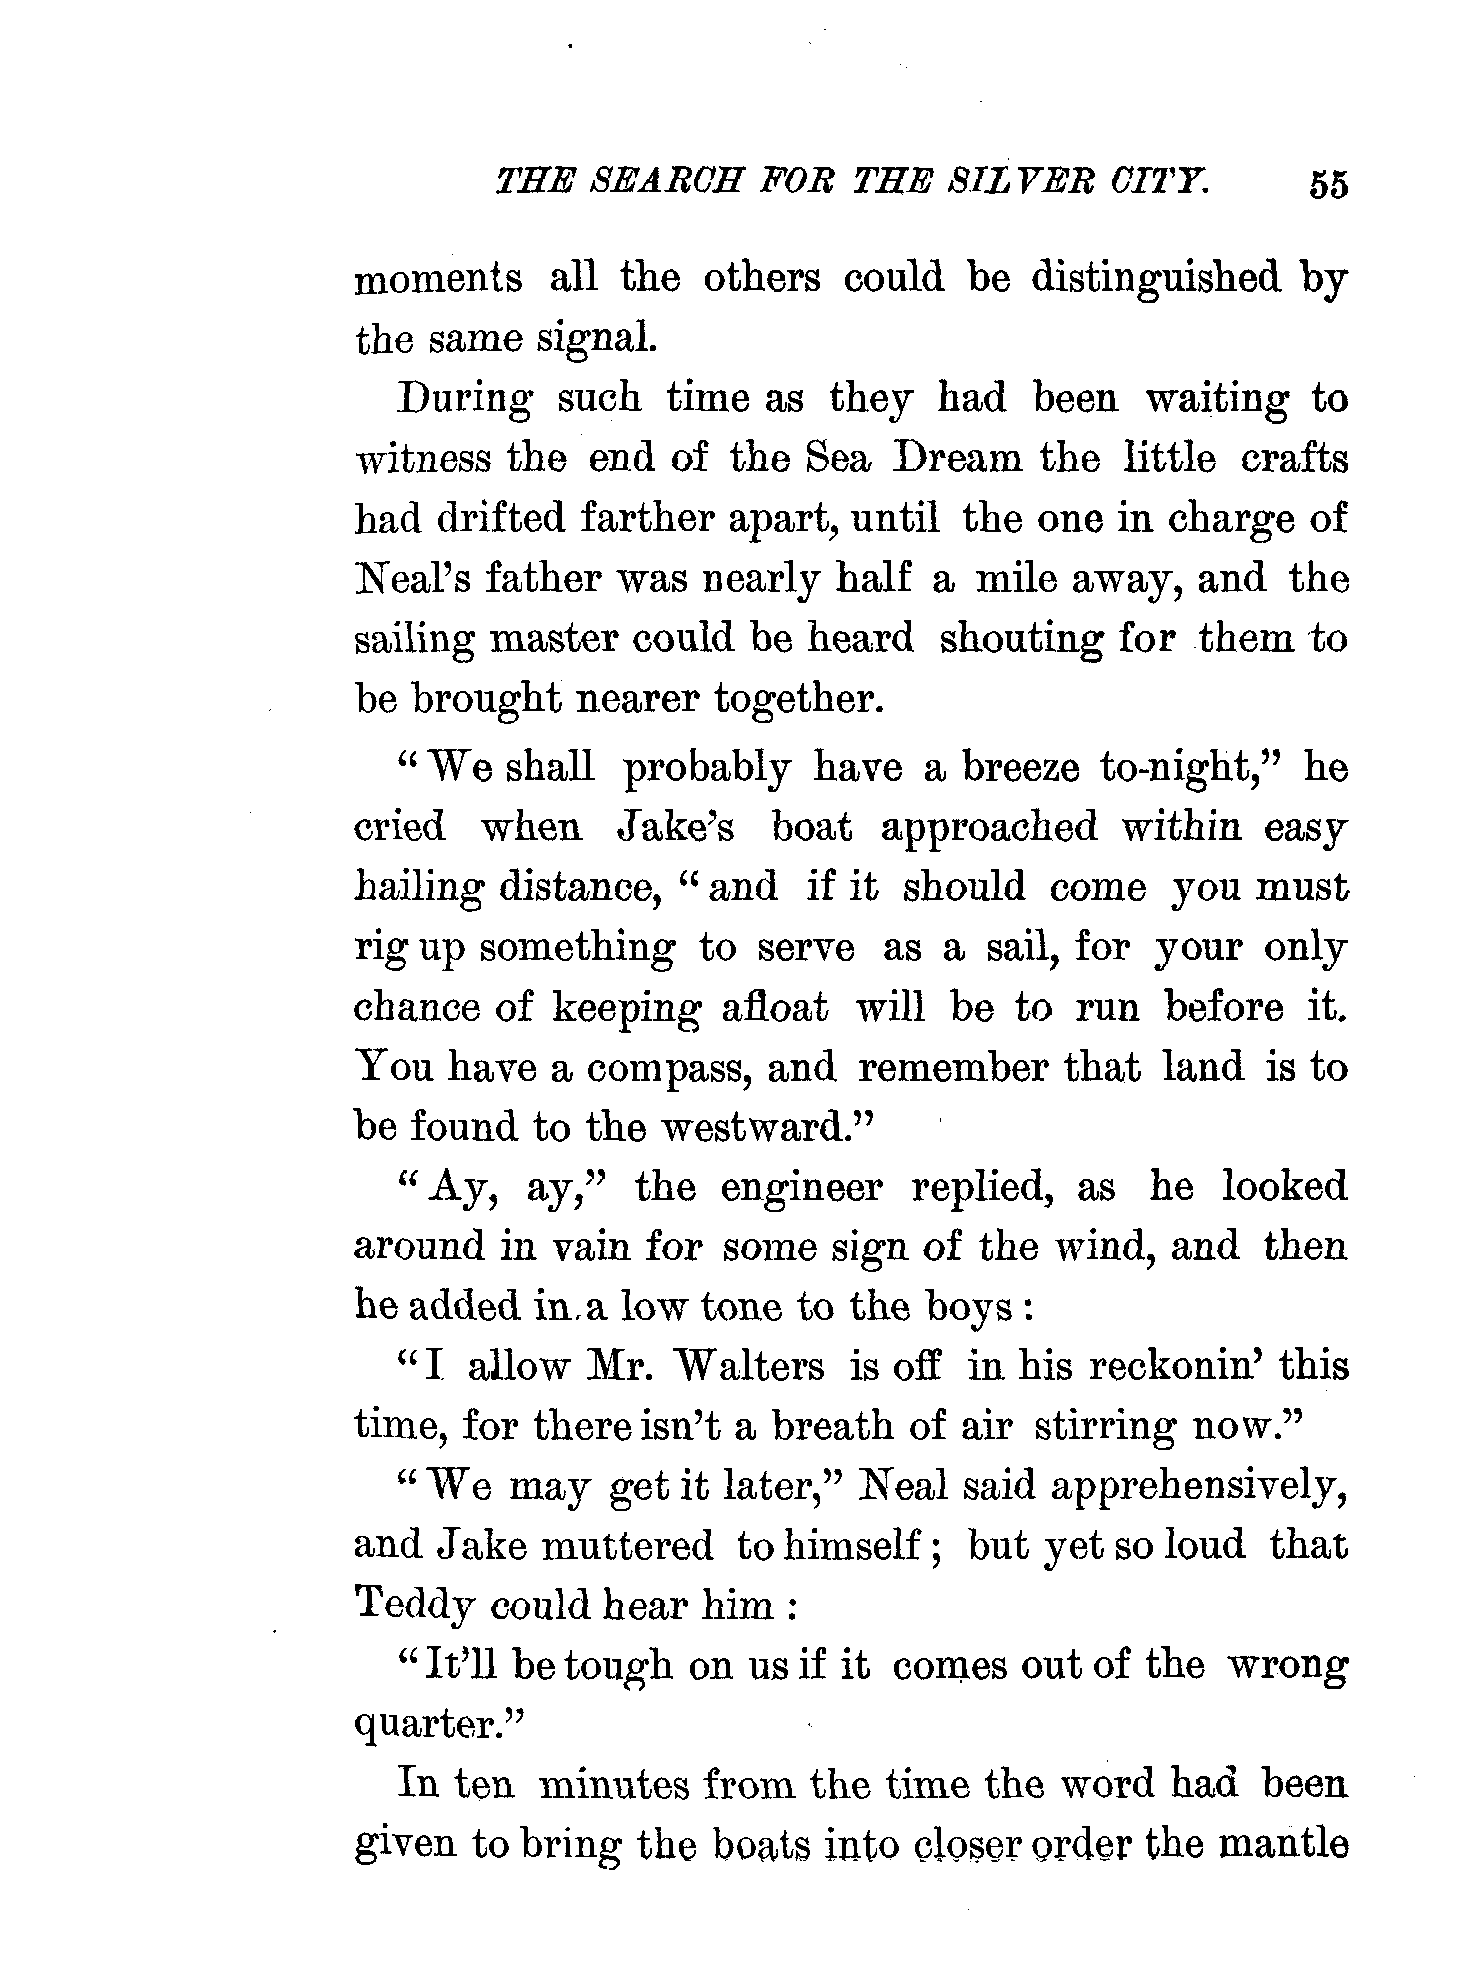 THE SEARCH FOR THE SILVER CITY. 55
moments all the others could be distinguished by
the same signal.
During such time as they had been waiting to
witness the end of the Sea Dream the little crafts
had drifted farther apart, until the one in charge of
Neal's father was nearly half a mile away, and the
sailing master could be heard shouting for them to
be brought nearer together.
“We shall probably have a breeze to-night,” he
cried when Jake's boat approached within easy
hailing distance, “and if it should come you must
rig up something to serve as a sail, for your only
chance of keeping afloat will be to run before it.
You have a compass, and remember that land is to
be found to the westward.”
“Ay, ay,” the engineer replied, as he looked
around in vain for some sign of the wind, and then
he added in a low tone to the boys :
“I allow Mr. Walters is off in his reckonin' this
time, for there isn't a breath of air stirring now.”
“We may get it later,” Neal said apprehensively,
and Jake muttered to himself ; but yet so loud that
Teddy could hear him :
“It'll be tough on us if it comes out of the wrong
quarter.”
In ten minutes from the time the word had been
given to bring the boats into closer order the mantle